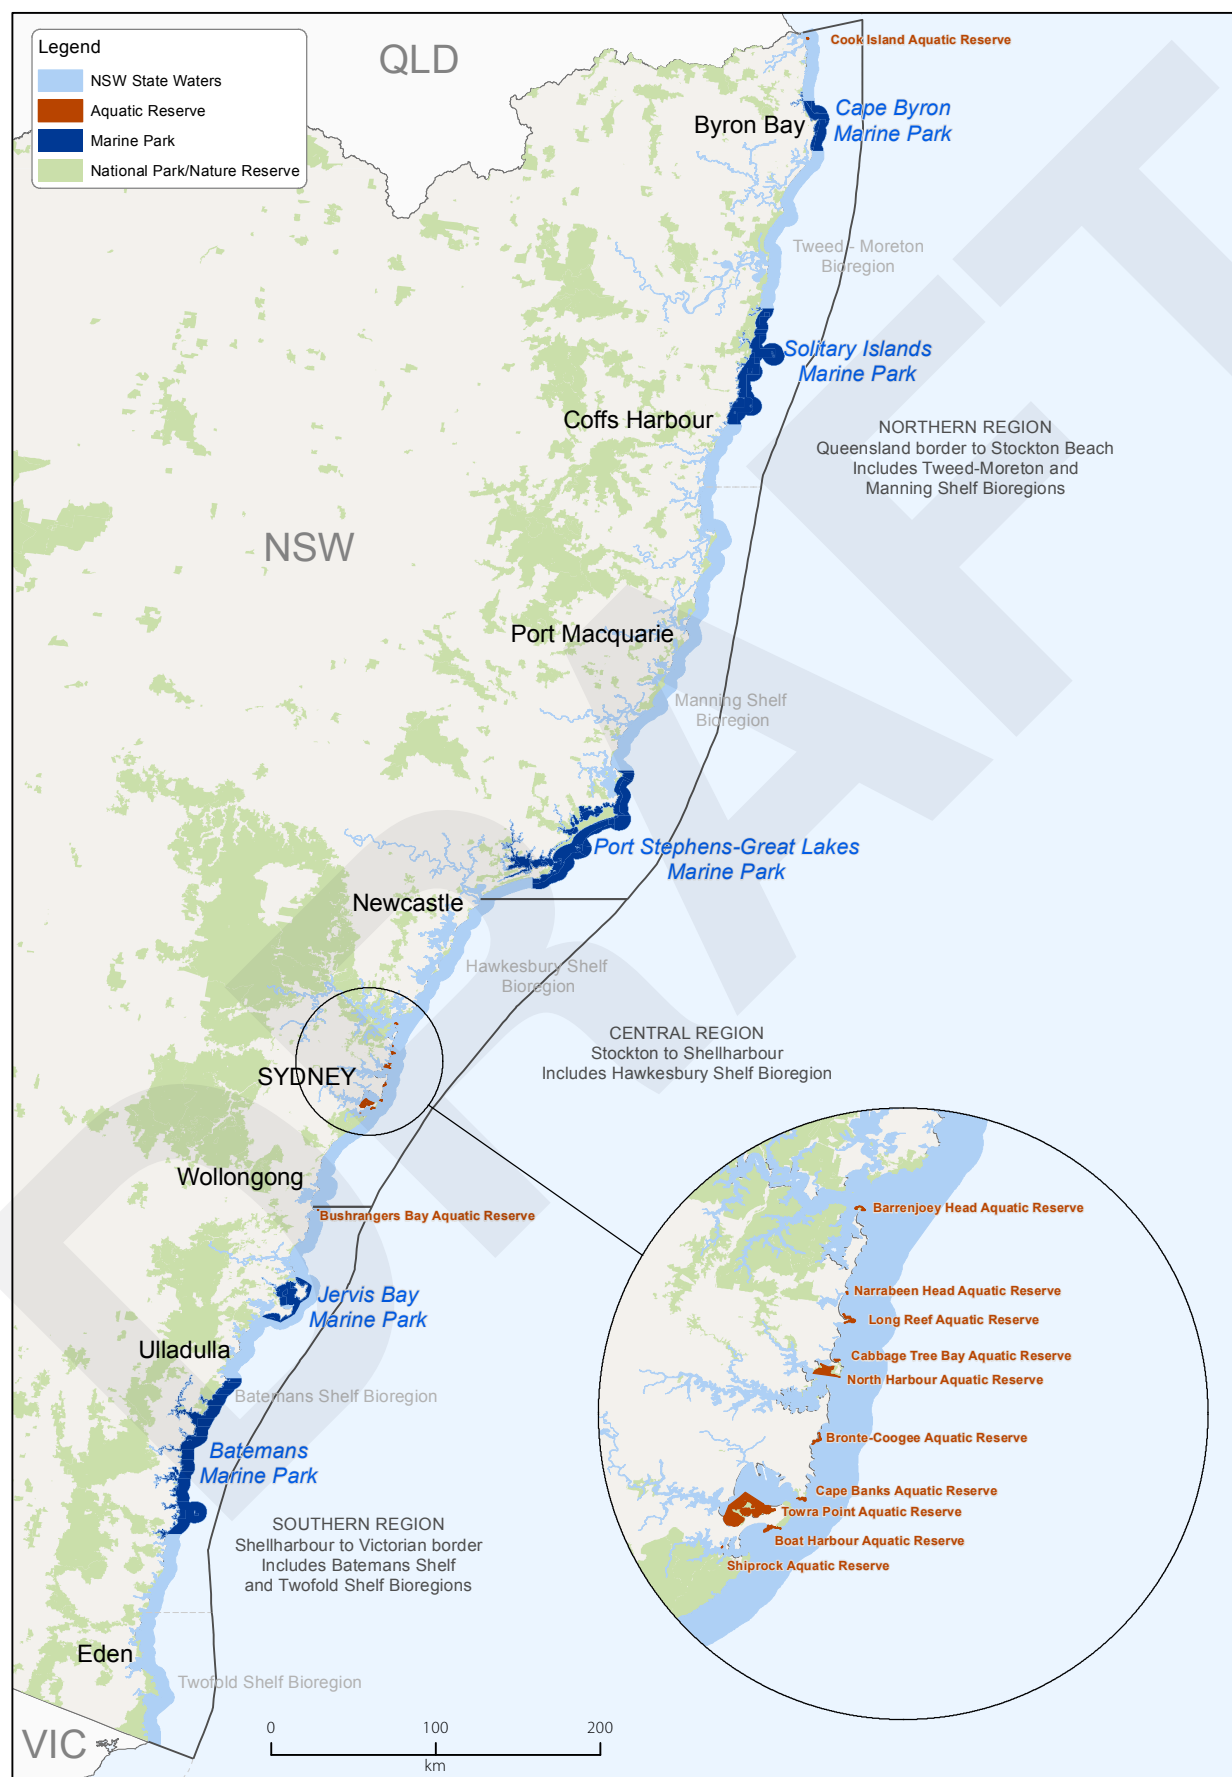 Legend
NSW State Waters
Aquatic Reserve
Marine Park
National Park/Nature Reserve
QLD
Cook Island Aquatic Reserve
Cape Byron
Marine Park
Byron Bay
Tweed - Moreton
Bioregion
Solitary Islands
Marine Park
Coffs Harbour
NORTHERN REGION
Queensland border to Stockton Beach
Includes Tweed-Moreton and
Manning Shelf Bioregions
NSW
Port Macquarie
Manning Shelf
Bioregion
Port Stephens-Great Lakes
Marine Park
Newcastle
Hawkesbury Shelf
Bioregion
CENTRAL REGION
Stockton to Shellharbour
Includes Hawkesbury Shelf Bioregion
SYDNEY
Wollongong
Bushrangers Bay Aquatic Reserve
Jervis Bay
Marine Park
Ulladulla
Batemans Shelf Bioregion
Batemans
Marine Park
SOUTHERN REGION
Shellharbour to Victorian border
Includes Batemans Shelf
and Twofold Shelf Bioregions
Eden
Twofold Shelf Bioregion
VIC
Barrenjoey Head Aquatic Reserve
Narrabeen Head Aquatic Reserve
Long Reef Aquatic Reserve
Cabbage Tree Bay Aquatic Reserve
North Harbour Aquatic Reserve
Bronte-Coogee Aquatic Reserve
Cape Banks Aquatic Reserve
Towra Point Aquatic Reserve
Boat Harbour Aquatic Reserve
Shiprock Aquatic Reserve
0 100 200
km
DRAFT